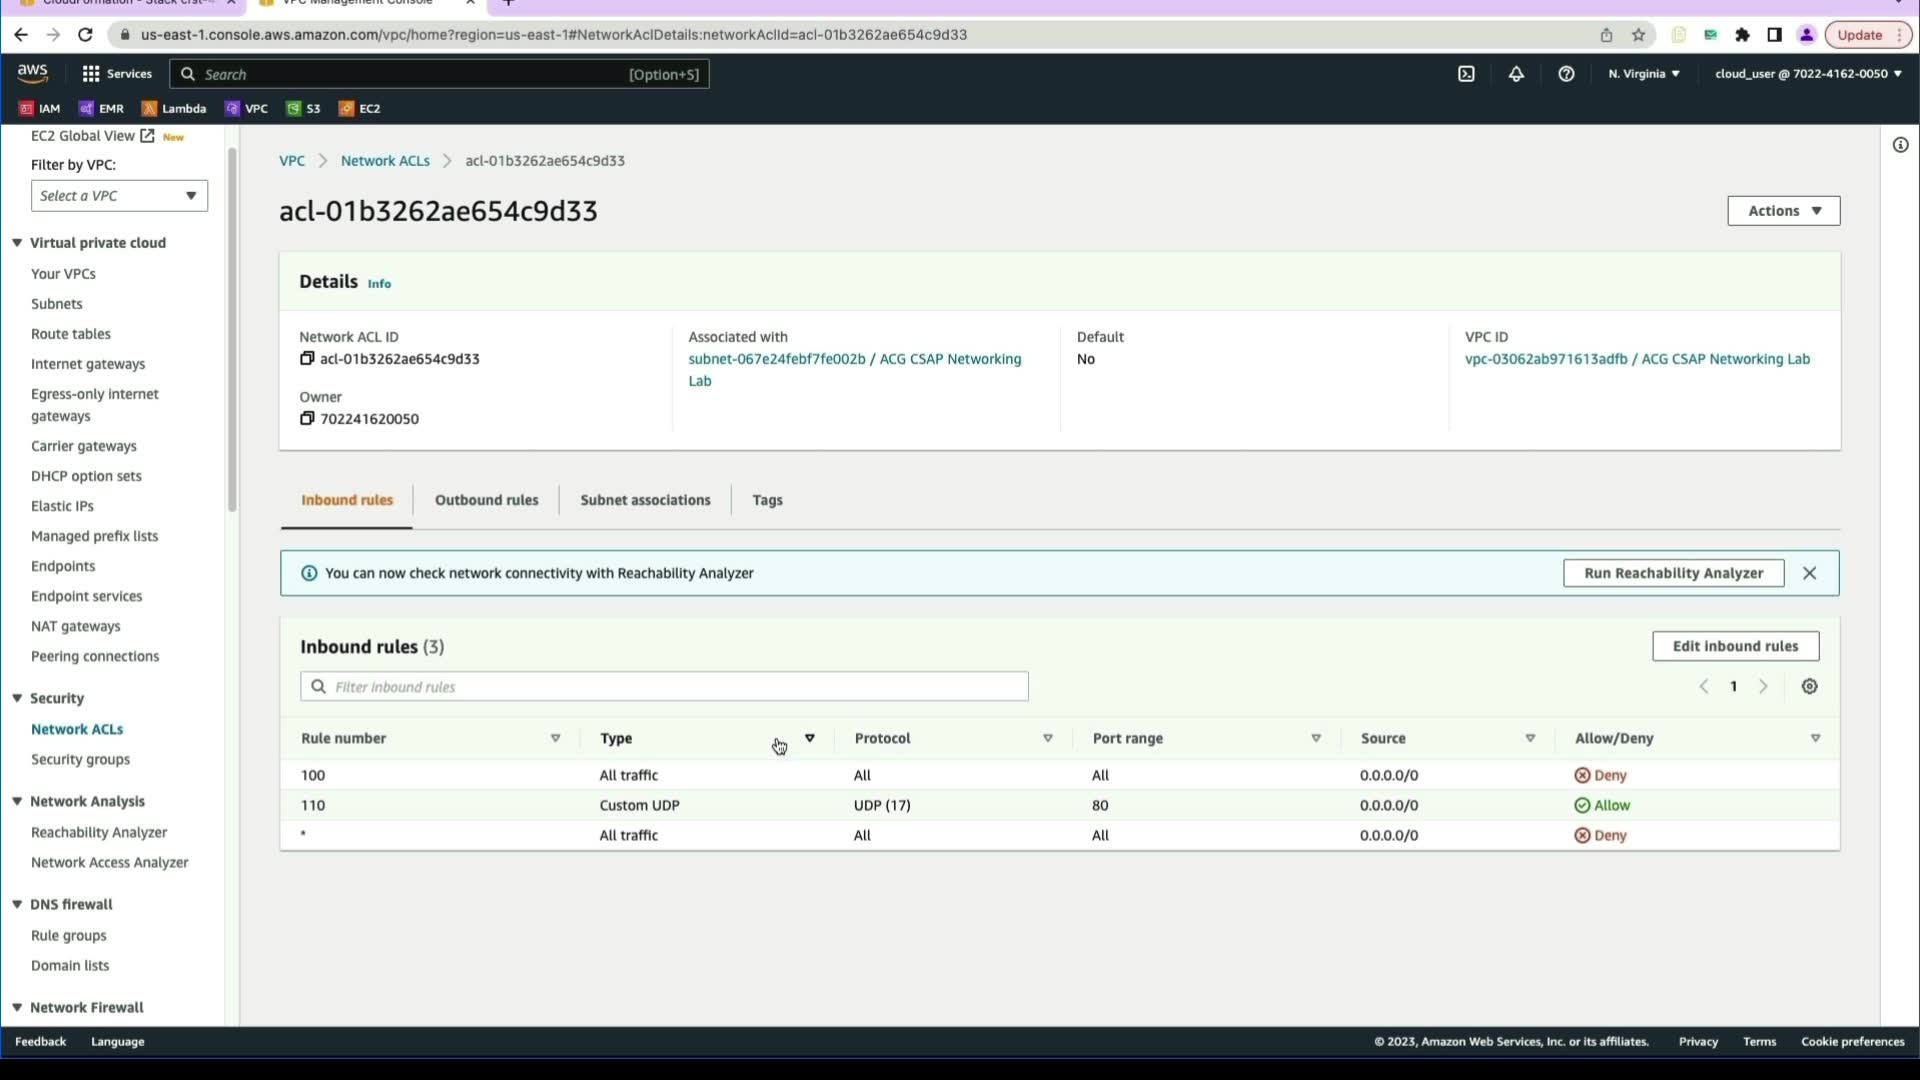 CloudFormation - Stack crst-
VPC Management Console
us-east-1.console.aws.amazon.com/vpc/home?region=us-east-1#NetworkAclDetails:networkAclId=acl-01b3262ae654c9d33
Update
aws
Services
Search
[Option+S]
N. Virginia
cloud_user @ 7022-4162-0050
IAM
EMR
Lambda
VPC
S3
EC2
EC2 Global View
New
Filter by VPC:
Select a VPC
Virtual private cloud
Your VPCs
Subnets
Route tables
Internet gateways
Egress-only internet
gateways
Carrier gateways
DHCP option sets
Elastic IPs
Managed prefix lists
Endpoints
Endpoint services
NAT gateways
Peering connections
Security
Network ACLs
Security groups
Network Analysis
Reachability Analyzer
Network Access Analyzer
DNS firewall
Rule groups
Domain lists
Network Firewall
VPC
Network ACLs
acl-01b3262ae654c9d33
acl-01b3262ae654c9d33
Actions
Details Info
Network ACL ID
acl-01b3262ae654c9d33
Owner
702241620050
Associated with
subnet-067e24febf7fe002b / ACG CSAP Networking
Lab
Default
No
VPC ID
vpc-03062ab971613adfb / ACG CSAP Networking Lab
Inbound rules
Outbound rules
Subnet associations
Tags
You can now check network connectivity with Reachability Analyzer
Run Reachability Analyzer
Inbound rules (3)
Edit inbound rules
Filter inbound rules
1
Rule number Type Protocol Port range Source Allow/Deny
100 All traffic All All 0.0.0.0/0 Deny
110 Custom UDP UDP (17) 80 0.0.0.0/0 Allow
* All traffic All All 0.0.0.0/0 Deny
Feedback
Language
© 2023, Amazon Web Services, Inc. or its affiliates.
Privacy
Terms
Cookie preferences